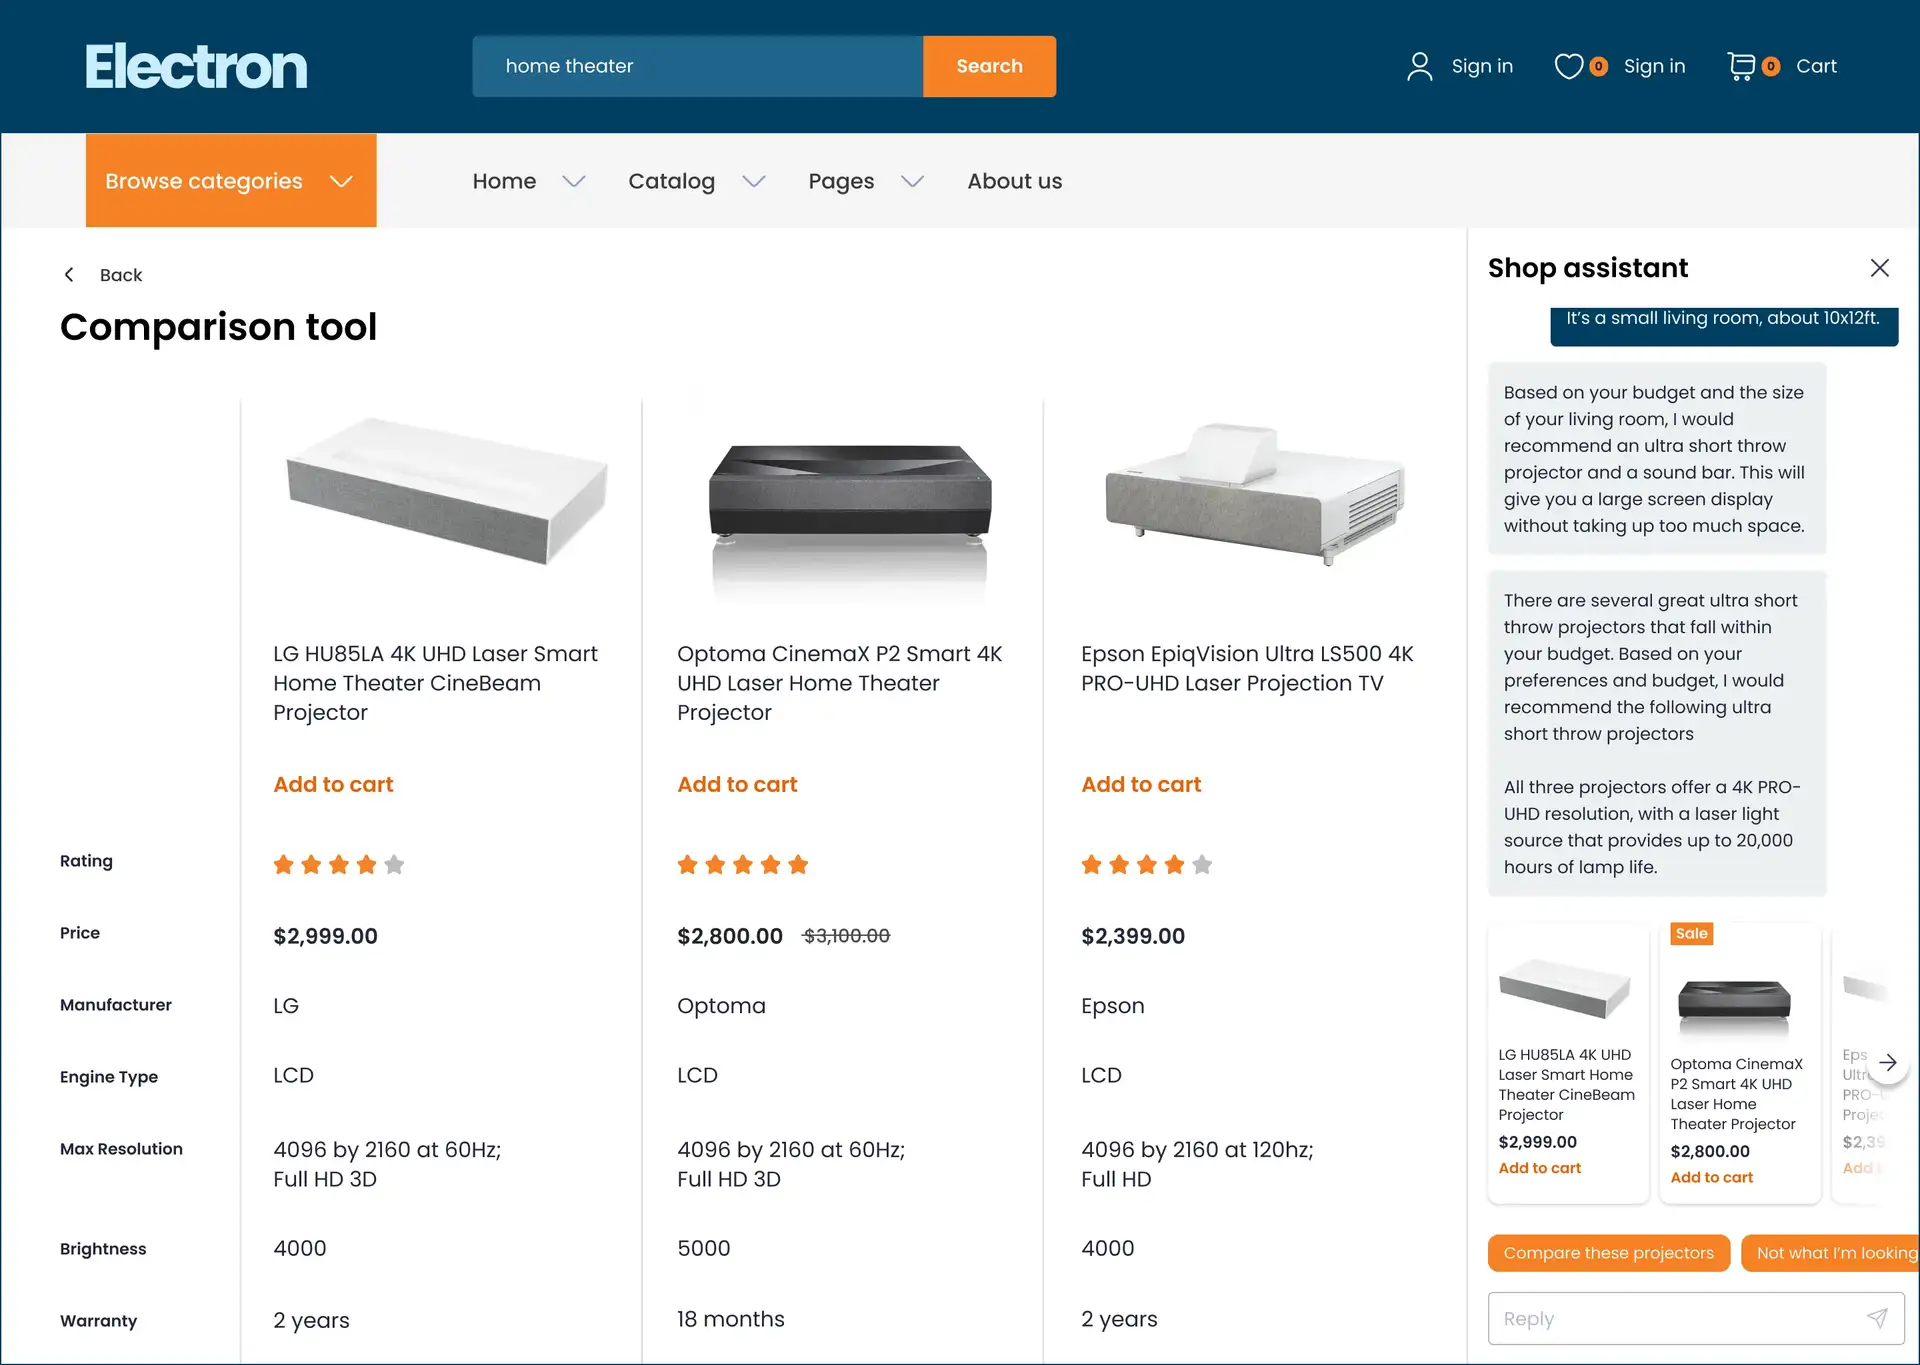 Electron
home theater
Search
Sign in
0
Sign in
0
Cart
Browse categories
Home
Catalog
Pages
About us
Back
Comparison tool
LG HU85LA 4K UHD Laser Smart
Home Theater CineBeam
Projector
Optoma CinemaX P2 Smart 4K
UHD Laser Home Theater
Projector
Epson EpiqVision Ultra LS500 4K
PRO-UHD Laser Projection TV
Add to cart
Add to cart
Add to cart
Rating
Price
$2,999.00
$2,800.00 $3,100.00
$2,399.00
Manufacturer
LG
Optoma
Epson
Engine Type
LCD
LCD
LCD
Max Resolution
4096 by 2160 at 60Hz;
Full HD 3D
4096 by 2160 at 60Hz;
Full HD 3D
4096 by 2160 at 120hz;
Full HD
Brightness
4000
5000
4000
Warranty
2 years
18 months
2 years
Shop assistant
It's a small living room, about 10x12ft.
Based on your budget and the size
of your living room, I would
recommend an ultra short throw
projector and a sound bar. This will
give you a large screen display
without taking up too much space.
There are several great ultra short
throw projectors that fall within
your budget. Based on your
preferences and budget, I would
recommend the following ultra
short throw projectors
All three projectors offer a 4K PRO-
UHD resolution, with a laser light
source that provides up to 20,000
hours of lamp life.
LG HU85LA 4K UHD
Laser Smart Home
Theater CineBeam
Projector
$2,999.00
Add to cart
Sale
Optoma CinemaX
P2 Smart 4K UHD
Laser Home
Theater Projector
$2,800.00
Add to cart
Eps
Ultr
PRO-
Projec
$2,39
Add
Compare these projectors
Not what I'm looking
Reply